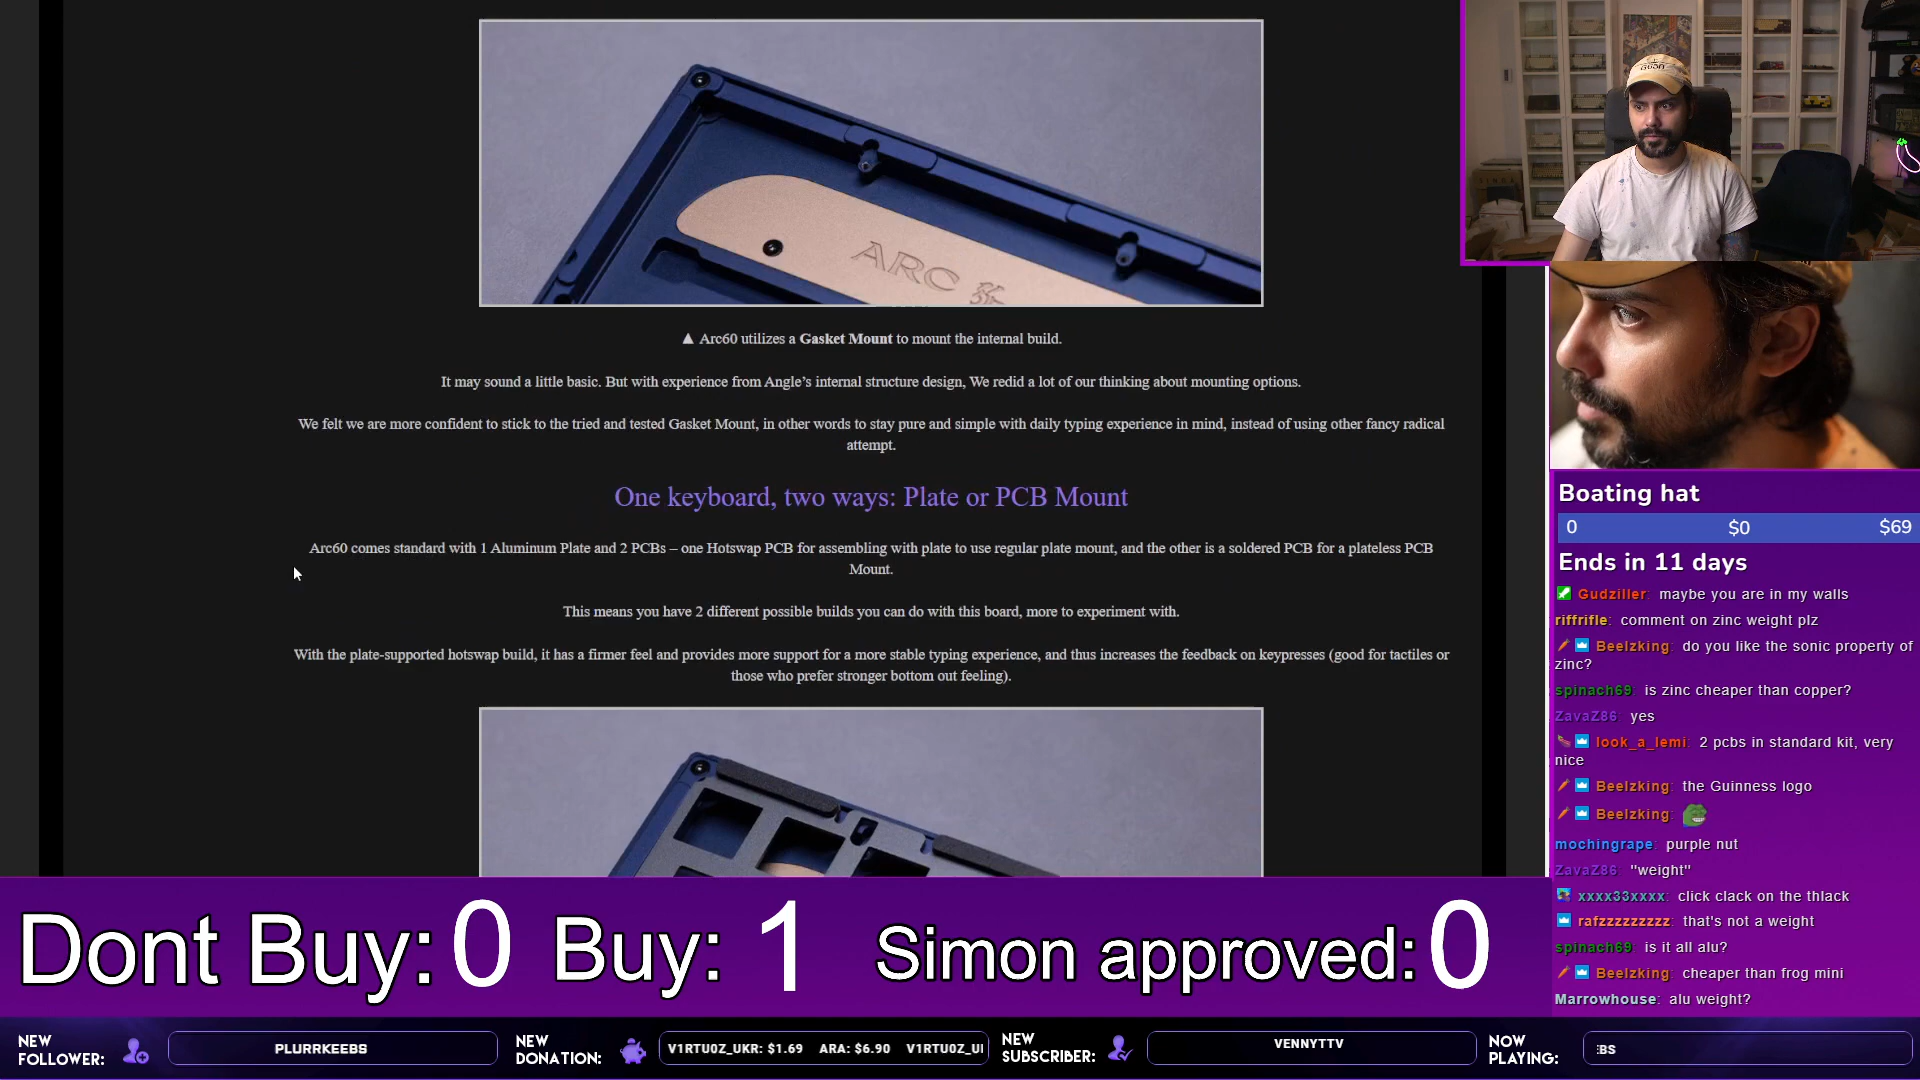 ARC
▲ Arc60 utilizes a Gasket Mount to mount the internal build.
It may sound a little basic. But with experience from Angle’s internal structure design, We redid a lot of our thinking about mounting options.
We felt we are more confident to stick to the tried and tested Gasket Mount, in other words to stay pure and simple with daily typing experience in mind, instead of using other fancy radical
attempt.
One keyboard, two ways: Plate or PCB Mount
Arc60 comes standard with 1 Aluminum Plate and 2 PCBs – one Hotswap PCB for assembling with plate to use regular plate mount, and the other is a soldered PCB for a plateless PCB
Mount.
This means you have 2 different possible builds you can do with this board, more to experiment with.
With the plate-supported hotswap build, it has a firmer feel and provides more support for a more stable typing experience, and thus increases the feedback on keypresses (good for tactiles or
those who prefer stronger bottom out feeling).
Boating hat
0 $0 $69
Ends in 11 days
Gudziller: maybe you are in my walls
riffrifle: comment on zinc weight plz
Beelzking: do you like the sonic property of
zinc?
spinach69: is zinc cheaper than copper?
ZavaZ86: yes
look_a_lemi: 2 pcbs in standard kit, very
nice
Beelzking: the Guinness logo
Beelzking:
mochingrape: purple nut
ZavaZ86: "weight"
xxxx33xxxx: click clack on the thlack
rafzzzzzzzzz: that's not a weight
spinach69: is it all alu?
Beelzking: cheaper than frog mini
Marrowhouse: alu weight?
Dont Buy: 0 Buy: 1 Simon approved: 0
NEW
FOLLOWER:
PLURRKEEBS
NEW
DONATION:
V1RTU0Z_UKR: $1.69 ARA: $6.90 V1RTU0Z_U
NEW
SUBSCRIBER:
VENNYTTV
NOW
PLAYING:
EBS